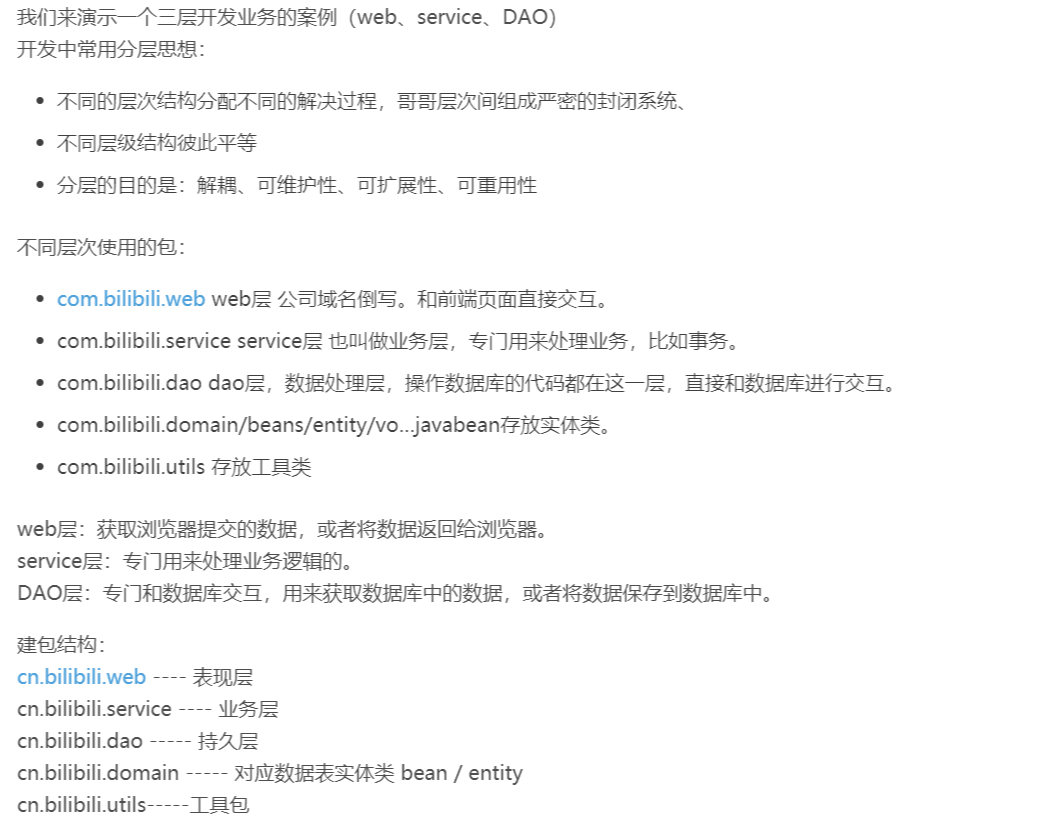 我们来演示一个三层开发业务的案例（web、service、DAO）
开发中常用分层思想：
• 不同的层次结构分配不同的解决过程，哥哥层次间组成严密的封闭系统、
• 不同层级结构彼此平等
• 分层的目的是：解耦、可维护性、可扩展性、可重用性
不同层次使用的包：
• com.bilibili.web web层 公司域名倒写。和前端页面直接交互。
• com.bilibili.service service层 也叫做业务层，专门用来处理业务，比如事务。
• com.bilibili.dao dao层，数据处理层，操作数据库的代码都在这一层，直接和数据库进行交互。
• com.bilibili.domain/beans/entity/vo...javabean存放实体类。
• com.bilibili.utils 存放工具类
web层：获取浏览器提交的数据，或者将数据返回给浏览器。
service层：专门用来处理业务逻辑的。
DAO层：专门和数据库交互，用来获取数据库中的数据，或者将数据保存到数据库中。
建包结构：
cn.bilibili.web ---- 表现层
cn.bilibili.service ---- 业务层
cn.bilibili.dao ----- 持久层
cn.bilibili.domain ----- 对应数据表实体类 bean / entity
cn.bilibili.utils-----工具包